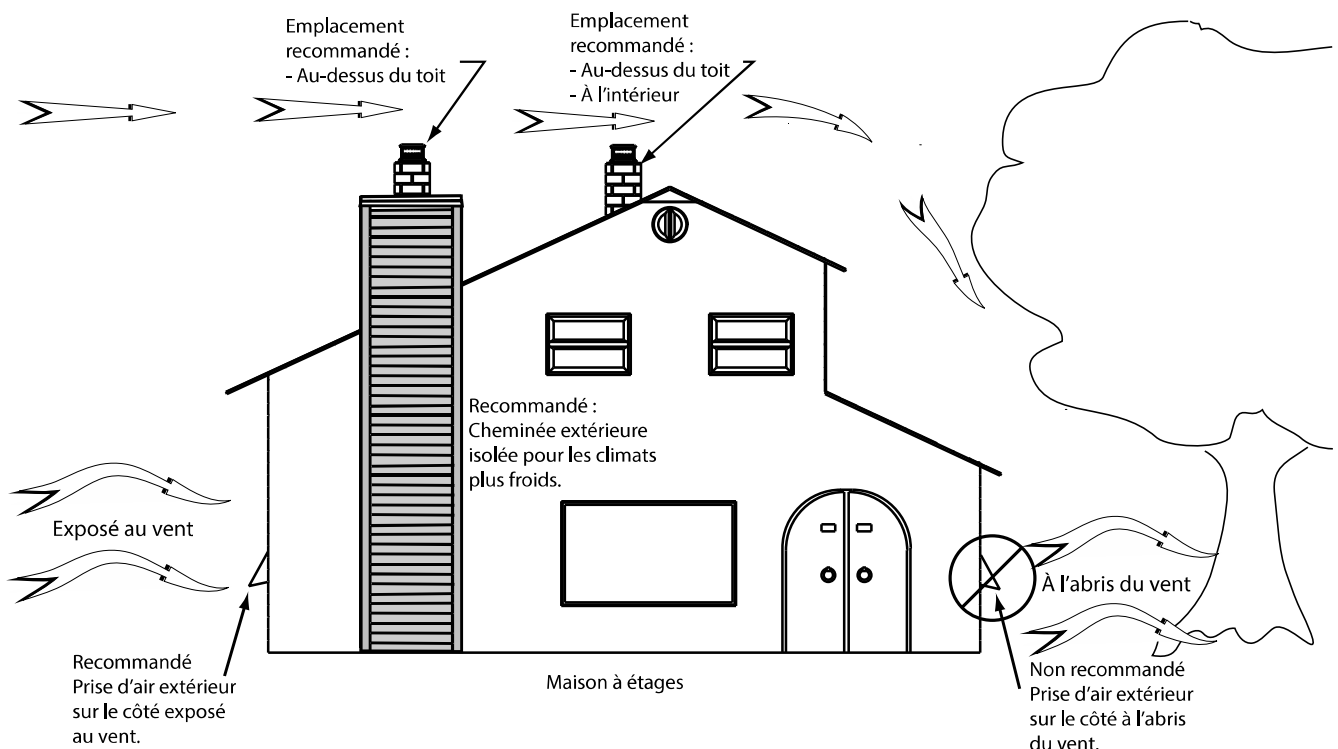 Emplacement
recommandé :
- Au-dessus du toit
Emplacement
recommandé :
- Au-dessus du toit
- À l'intérieur
Recommandé :
Cheminée extérieure
isolée pour les climats
plus froids.
Exposé au vent
À l'abris du vent
Recommandé
Prise d'air extérieur
sur le côté exposé
au vent.
Maison à étages
Non recommandé
Prise d'air extérieur
sur le côté à l'abris
du vent.